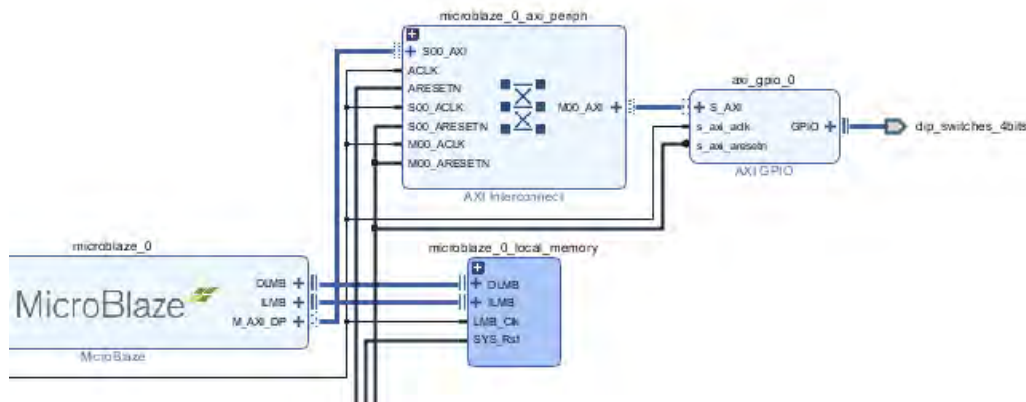 microblaze_0_axi_periph
S00_AXI
ACLK
ARESETN
S00_ACLK
S00_ARESETN
M00_ACLK
M00_ARESETN
M00_AXI
AXI Interconnect
axi_gpio_0
S_AXI
s_axi_aclk
s_axi_aresetn
GPIO
AXI GPIO
dip_switches_4bits
microblaze_0
MicroBlaze
DLMB
ILMB
M_AXI_DP
MicroBlaze
microblaze_0_local_memory
DLMB
ILMB
LMB_Clk
SYS_Rst